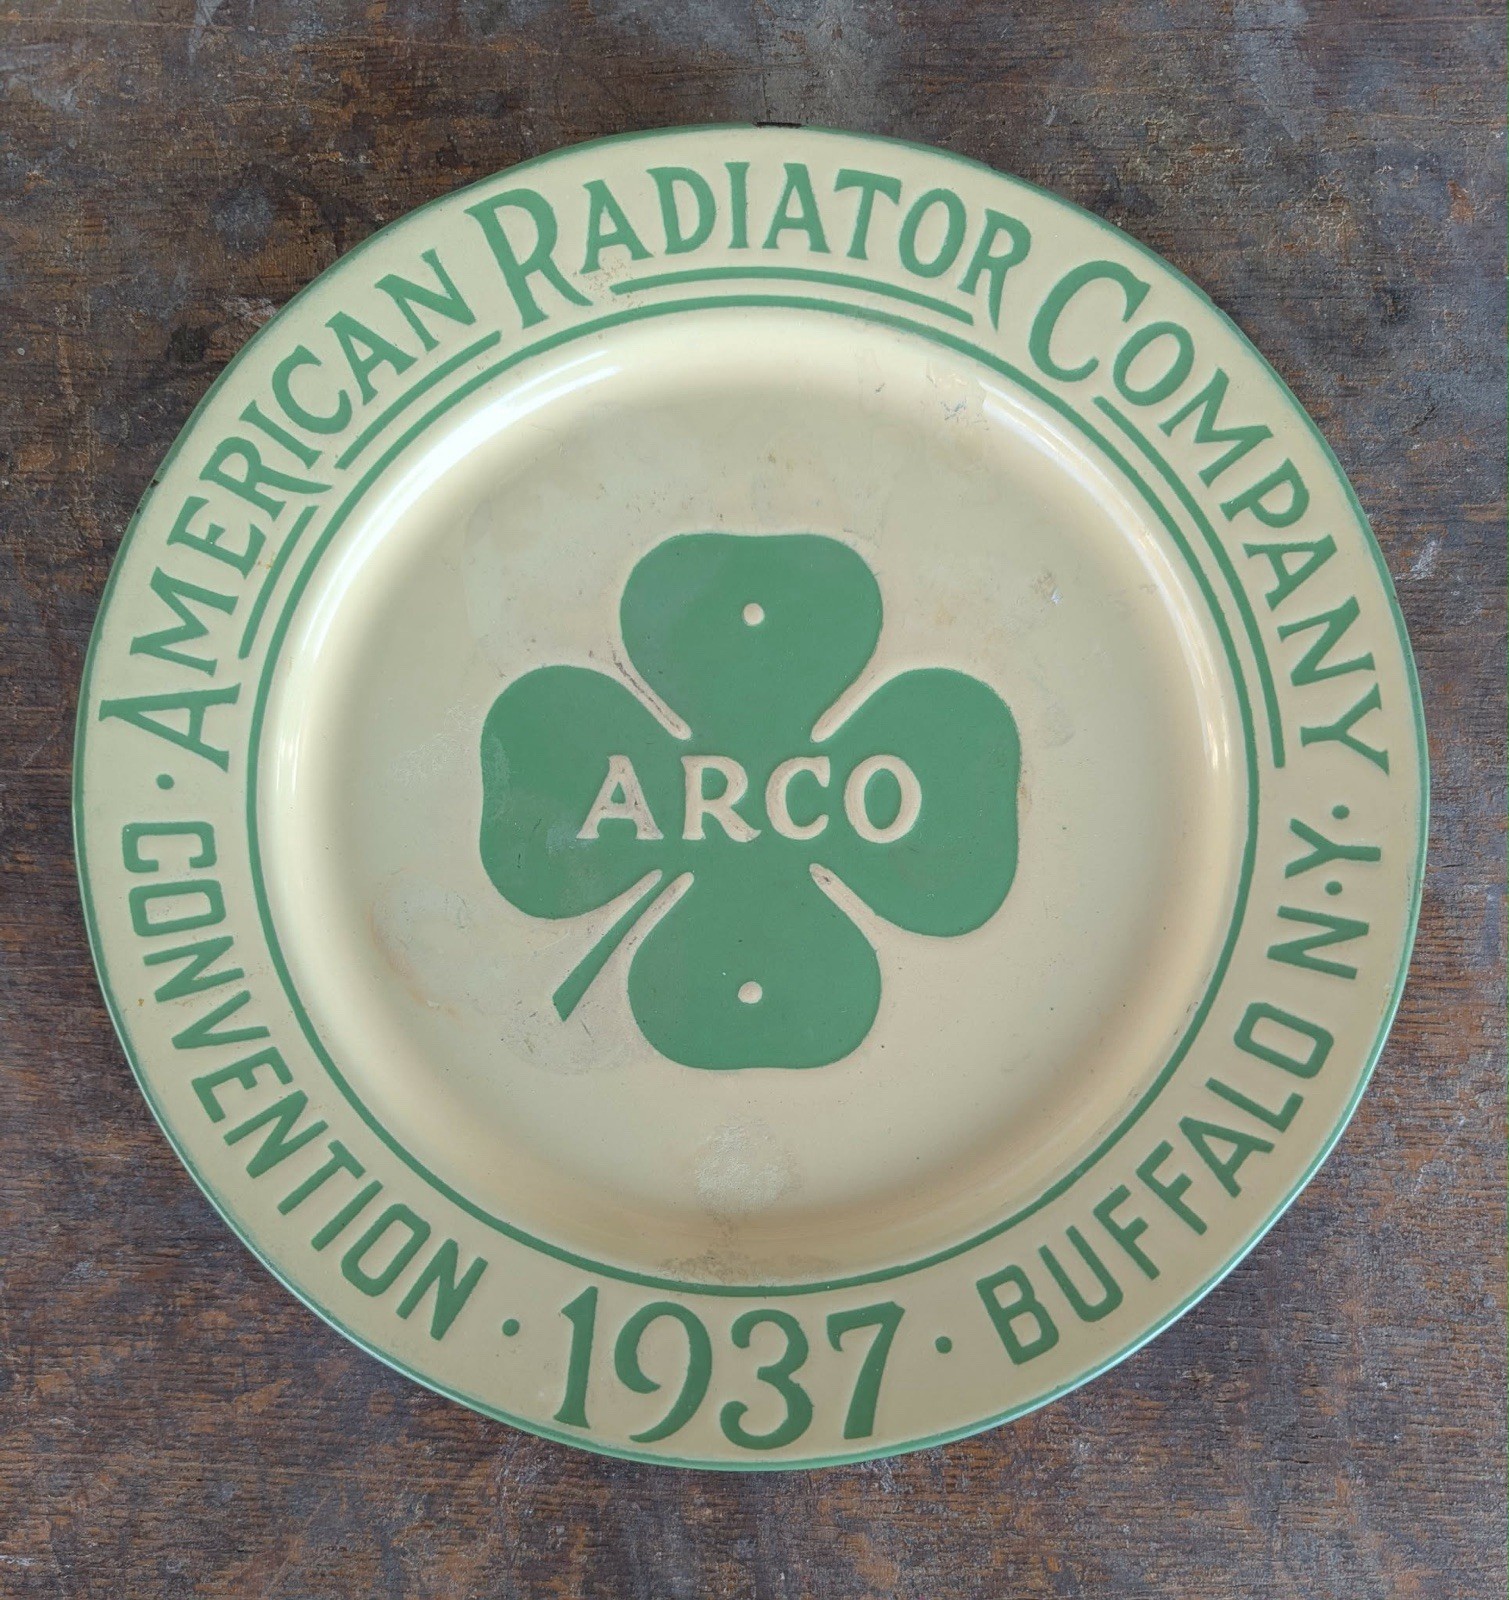 AMERICAN RADIATOR COMPANY
ARCO
CONVENTION · 1937 · BUFFALO N.Y.